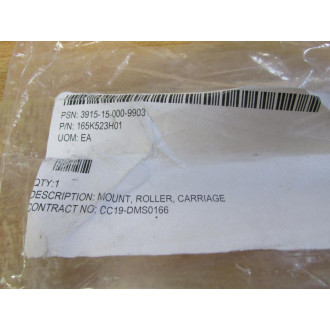 PSN: 3915-15-000-9903
P/N: 165K523H01
UOM: EA
QTY:1
DESCRIPTION: MOUNT, ROLLER, CARRIAGE
CONTRACT NO: CC19-DMS0166